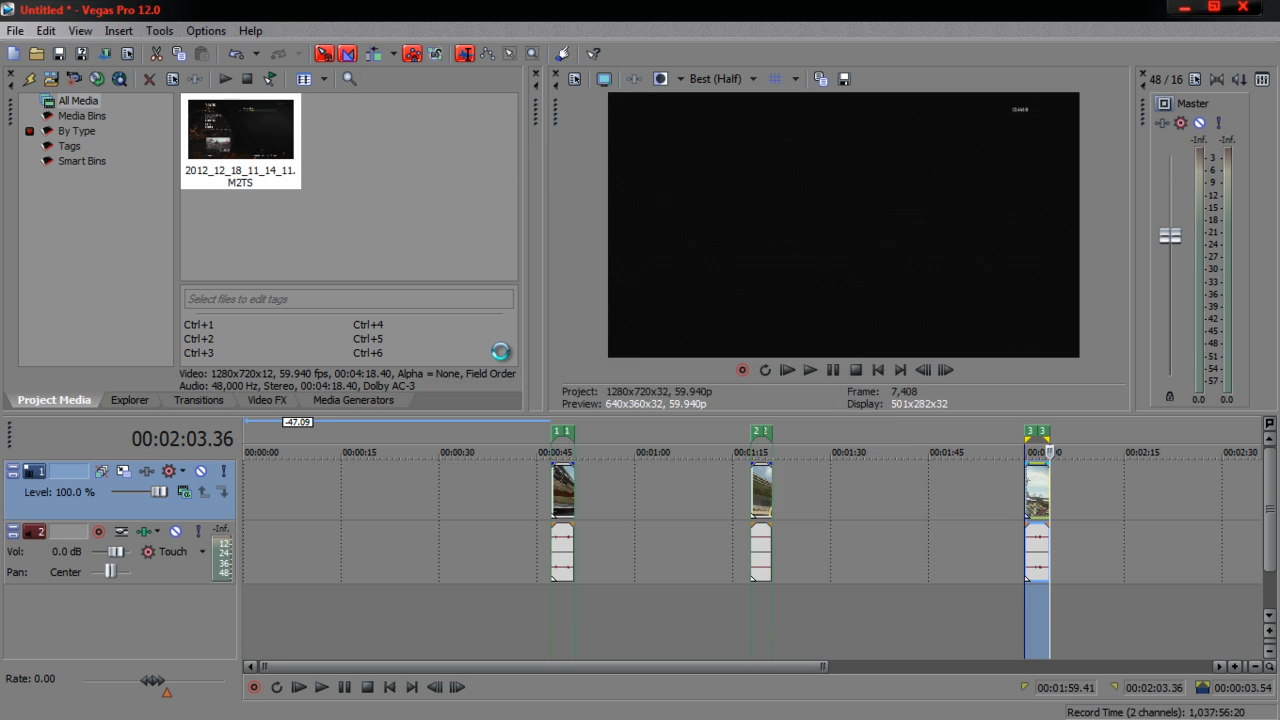 Untitled * - Vegas Pro 12.0
File Edit View Insert Tools Options Help
All Media
Media Bins
By Type
Tags
Smart Bins
2012_12_18_11_14_11.
M2TS
Select files to edit tags
Ctrl+1 Ctrl+4
Ctrl+2 Ctrl+5
Ctrl+3 Ctrl+6
Video: 1280x720x12, 59.940 fps, 00:04:18.40, Alpha = None, Field Order
Audio: 48,000 Hz, Stereo, 00:04:18.40, Dolby AC-3
Project Media Explorer Transitions Video FX Media Generators
Best (Half)
Project: 1280x720x32, 59.940p Frame: 7,408
Preview: 640x360x32, 59.940p Display: 501x282x32
48 / 16
Master
-Inf. -Inf.
- 3 -
- 6 -
- 9 -
-12-
-15-
-18-
-21-
-24-
-27-
-30-
-33-
-36-
-39-
-42-
-45-
-48-
-51-
-54-
-57-
0.0 0.0
00:02:03.36
-47.09
1 1 2 2 3 3
00:00:00 00:00:15 00:00:30 00:00:45 00:01:00 00:01:15 00:01:30 00:01:45 00:02:15 00:02:30
1
Level: 100.0 %
2
-Inf.
12-
24-
36-
48-
Vol: 0.0 dB Touch
Pan: Center
Rate: 0.00
00:01:59.41 00:02:03.36 00:00:03.54
Record Time (2 channels): 1,037:56:20